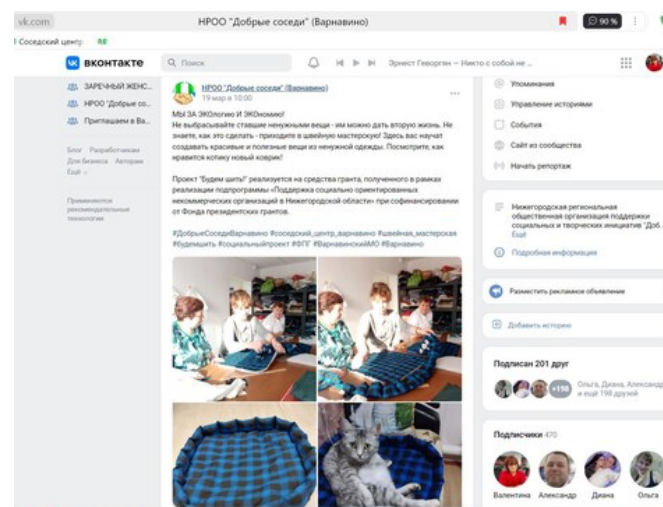 vk.com
НРОО "Добрые соседи" (Варнавино)
90 %
Соседский центр
RE
вконтакте
Поиск
Эрнест Геворгян — Никто с собой не ...
ЗАРЕЧНЫЙ ЖЕНС...
НРОО "Добрые со...
Приглашаем в Ва...
Блог Разработчикам
Для бизнеса Авторам
Ещё
Применяются
рекомендательные
технологии
НРОО "Добрые соседи" (Варнавино)
19 мар в 10:00
МЫ ЗА ЭКОлогию И ЭКОномию!
Не выбрасывайте ставшие ненужными вещи - им можно дать вторую жизнь. Не
знаете, как это сделать - приходите в швейную мастерскую! Здесь вас научат
создавать красивые и полезные вещи из ненужной одежды. Посмотрите, как
нравится котику новый коврик!
Проект "Будем шить!" реализуется на средства гранта, полученного в рамках
реализации подпрограммы «Поддержка социально ориентированных
некоммерческих организаций в Нижегородской области» при софинансировании
от Фонда президентских грантов.
#ДобрыеСоседиВарнавино #соседский_центр_варнавино #швейная_мастерская
#будемшить #социальныйпроект #ФПГ #ВарнавинскийМО #Варнавино
Упоминания
Управление историями
События
Сайт из сообщества
Начать репортаж
Нижегородская региональная
общественная организация поддержки
социальных и творческих инициатив "Доб...
Ещё
Подробная информация
Разместить рекламное объявление
Добавить историю
Подписан 201 друг
+198
Ольга, Диана, Александр
и ещё 198 друзей
Подписчики 470
Валентина Александр Диана Ольга